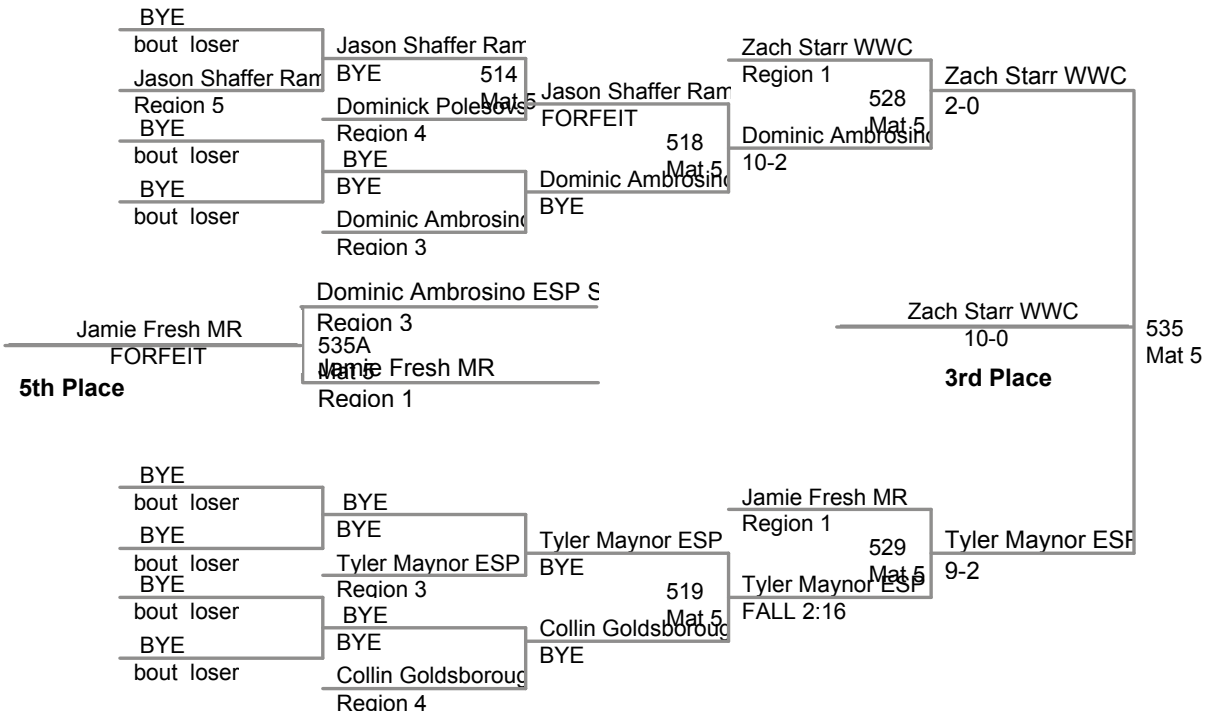 BYE
bout loser
Jason Shaffer Ram
Region 5
BYE
bout loser
BYE
bout loser
Jason Shaffer Ram
BYE
514
Mat 5
Dominick Polesovs
Region 4
BYE
BYE
Dominic Ambrosino
Region 3
Jason Shaffer Ram
FORFEIT
518
Mat 5
Dominic Ambrosino
BYE
Zach Starr WWC
Region 1
528
Mat 5
Dominic Ambrosino
10-2
Zach Starr WWC
2-0
Dominic Ambrosino ESP S
Region 3
535A
Mat 5
Jamie Fresh MR
Region 1
Jamie Fresh MR
FORFEIT
5th Place
Zach Starr WWC
10-0
3rd Place
535
Mat 5
BYE
bout loser
BYE
bout loser
BYE
bout loser
BYE
bout loser
BYE
BYE
Tyler Maynor ESP
Region 3
BYE
BYE
Collin Goldsboroug
Region 4
Tyler Maynor ESP
BYE
519
Mat 5
Collin Goldsboroug
BYE
Jamie Fresh MR
Region 1
529
Mat 5
Tyler Maynor ESP
FALL 2:16
Tyler Maynor ESP
9-2